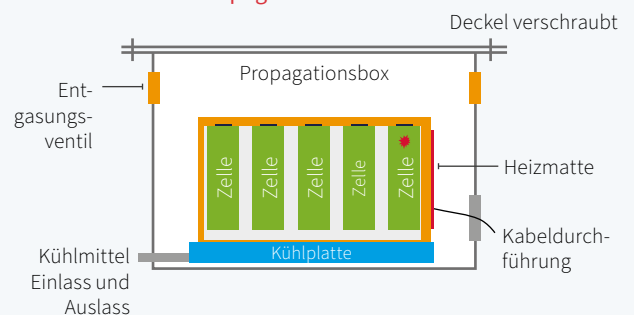 Deckel verschraubt
Propagationsbox
Ent-
gasungs-
ventil
Zelle
Zelle
Zelle
Zelle
Zelle
Heizmatte
Kabeldurch-
führung
Kühlplatte
Kühlmittel
Einlass und
Auslass